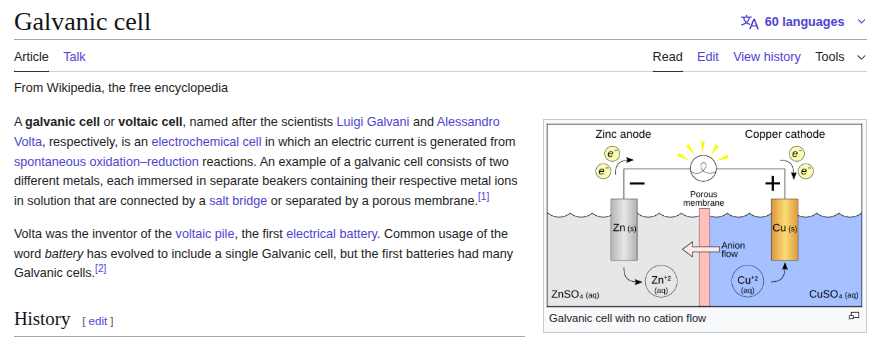 Galvanic cell
60 languages
Article Talk
Read Edit View history Tools
From Wikipedia, the free encyclopedia
A galvanic cell or voltaic cell, named after the scientists Luigi Galvani and Alessandro
Volta, respectively, is an electrochemical cell in which an electric current is generated from
spontaneous oxidation–reduction reactions. An example of a galvanic cell consists of two
different metals, each immersed in separate beakers containing their respective metal ions
in solution that are connected by a salt bridge or separated by a porous membrane.[1]
Volta was the inventor of the voltaic pile, the first electrical battery. Common usage of the
word battery has evolved to include a single Galvanic cell, but the first batteries had many
Galvanic cells.[2]
History [ edit ]
Zinc anode
Copper cathode
e⁻
e⁻
e⁻
e⁻
−
+
Porous
membrane
Zn (s)
Cu (s)
Anion
flow
Zn⁺²
(aq)
Cu⁺²
(aq)
ZnSO₄ (aq)
CuSO₄ (aq)
Galvanic cell with no cation flow